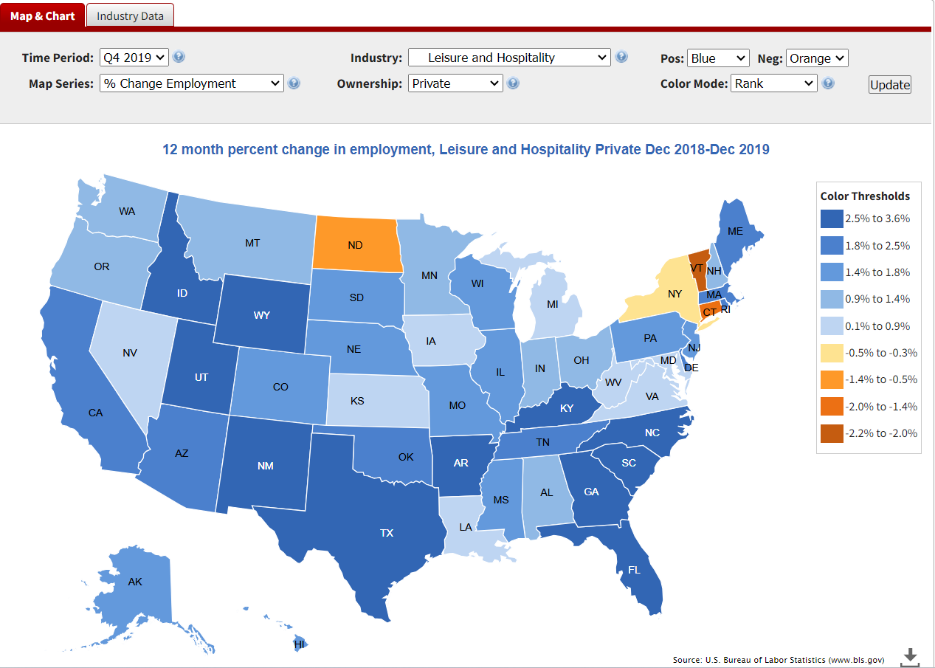 Map & Chart Industry Data
Time Period: Q4 2019 Industry: Leisure and Hospitality Pos: Blue Neg: Orange
Map Series: % Change Employment Ownership: Private Color Mode: Rank Update
12 month percent change in employment, Leisure and Hospitality Private Dec 2018-Dec 2019
Color Thresholds
2.5% to 3.6%
1.8% to 2.5%
1.4% to 1.8%
0.9% to 1.4%
0.1% to 0.9%
-0.5% to -0.3%
-1.4% to -0.5%
-2.0% to -1.4%
-2.2% to -2.0%
WA
ME
MT
ND
OR
VT NH
MN
ID
WI
SD
NY
MA
MI
CT RI
WY
IA
PA
NV
NE
NJ
OH
MD
IL
IN
DE
UT
CO
WV
VA
KS
MO
CA
KY
NC
TN
AZ
OK
NM
AR
SC
AL
GA
MS
LA
TX
FL
AK
HI
Source: U.S. Bureau of Labor Statistics (www.bls.gov)